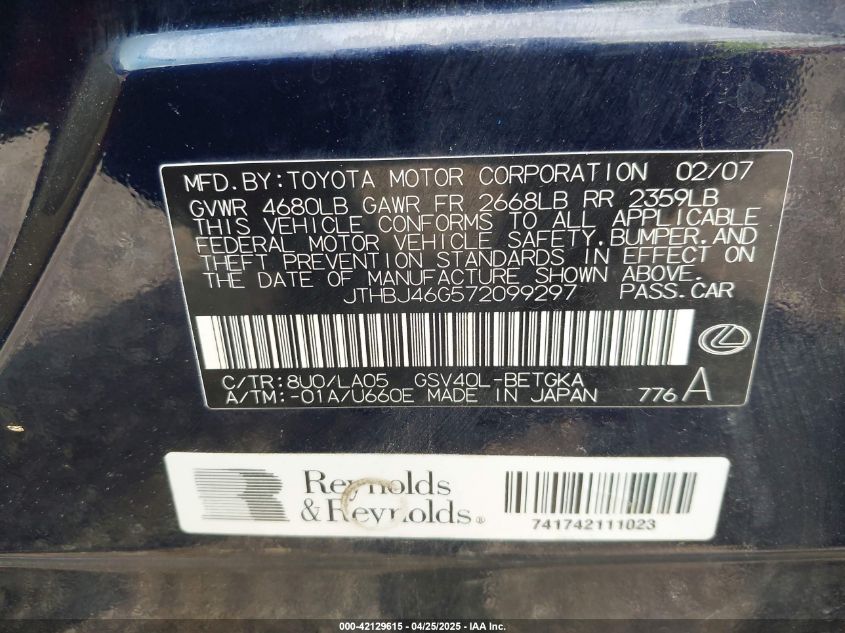 MFD.BY:TOYOTA MOTOR CORPORATION 02/07
GVWR 4680LB GAWR FR 2668LB RR 2359LB
THIS VEHICLE CONFORMS TO ALL APPLICABLE
FEDERAL MOTOR VEHICLE SAFETY,BUMPER,AND
THEFT PREVENTION STANDARDS IN EFFECT ON
THE DATE OF MANUFACTURE SHOWN ABOVE.
JTHBJ46G572099297 PASS.CAR
C/TR:8U0/LA05 GSV40L-BETGKA
A/TM:-01A/U660E MADE IN JAPAN 776A
Reynolds
& Reynolds®
741742111023
000-42129615 - 04/25/2025 - IAA Inc.